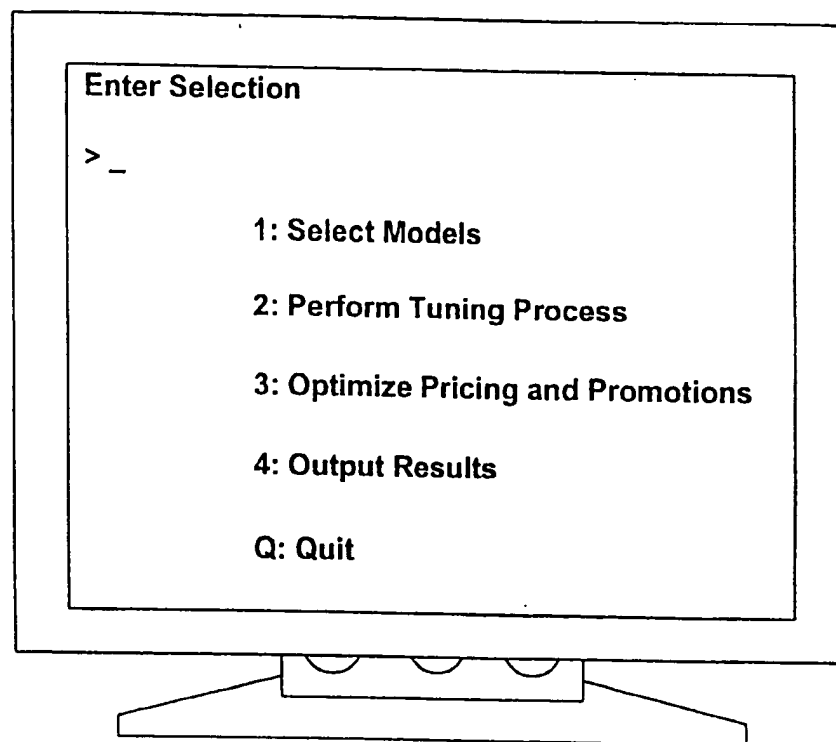 Enter Selection
> _
1: Select Models
2: Perform Tuning Process
3: Optimize Pricing and Promotions
4: Output Results
Q: Quit